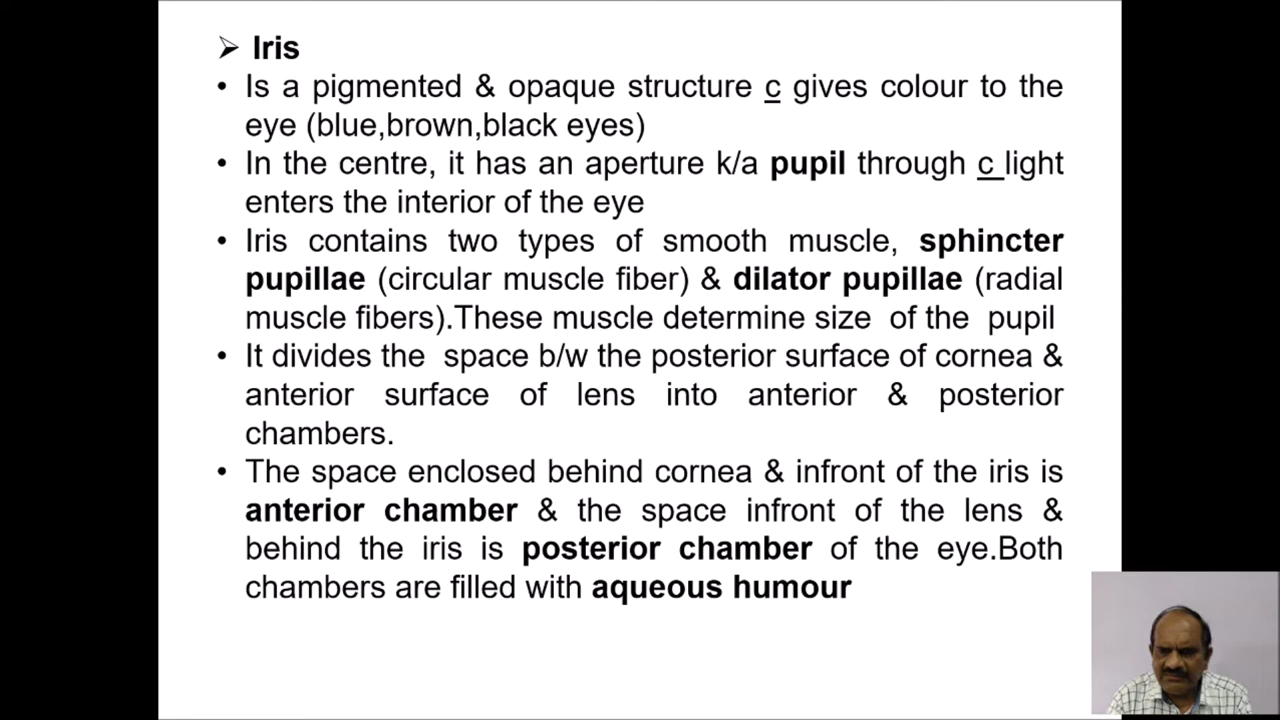 ➢ Iris
• Is a pigmented & opaque structure c gives colour to the
eye (blue,brown,black eyes)
• In the centre, it has an aperture k/a pupil through c light
enters the interior of the eye
• Iris contains two types of smooth muscle, sphincter
pupillae (circular muscle fiber) & dilator pupillae (radial
muscle fibers).These muscle determine size of the pupil
• It divides the space b/w the posterior surface of cornea &
anterior surface of lens into anterior & posterior
chambers.
• The space enclosed behind cornea & infront of the iris is
anterior chamber & the space infront of the lens &
behind the iris is posterior chamber of the eye.Both
chambers are filled with aqueous humour